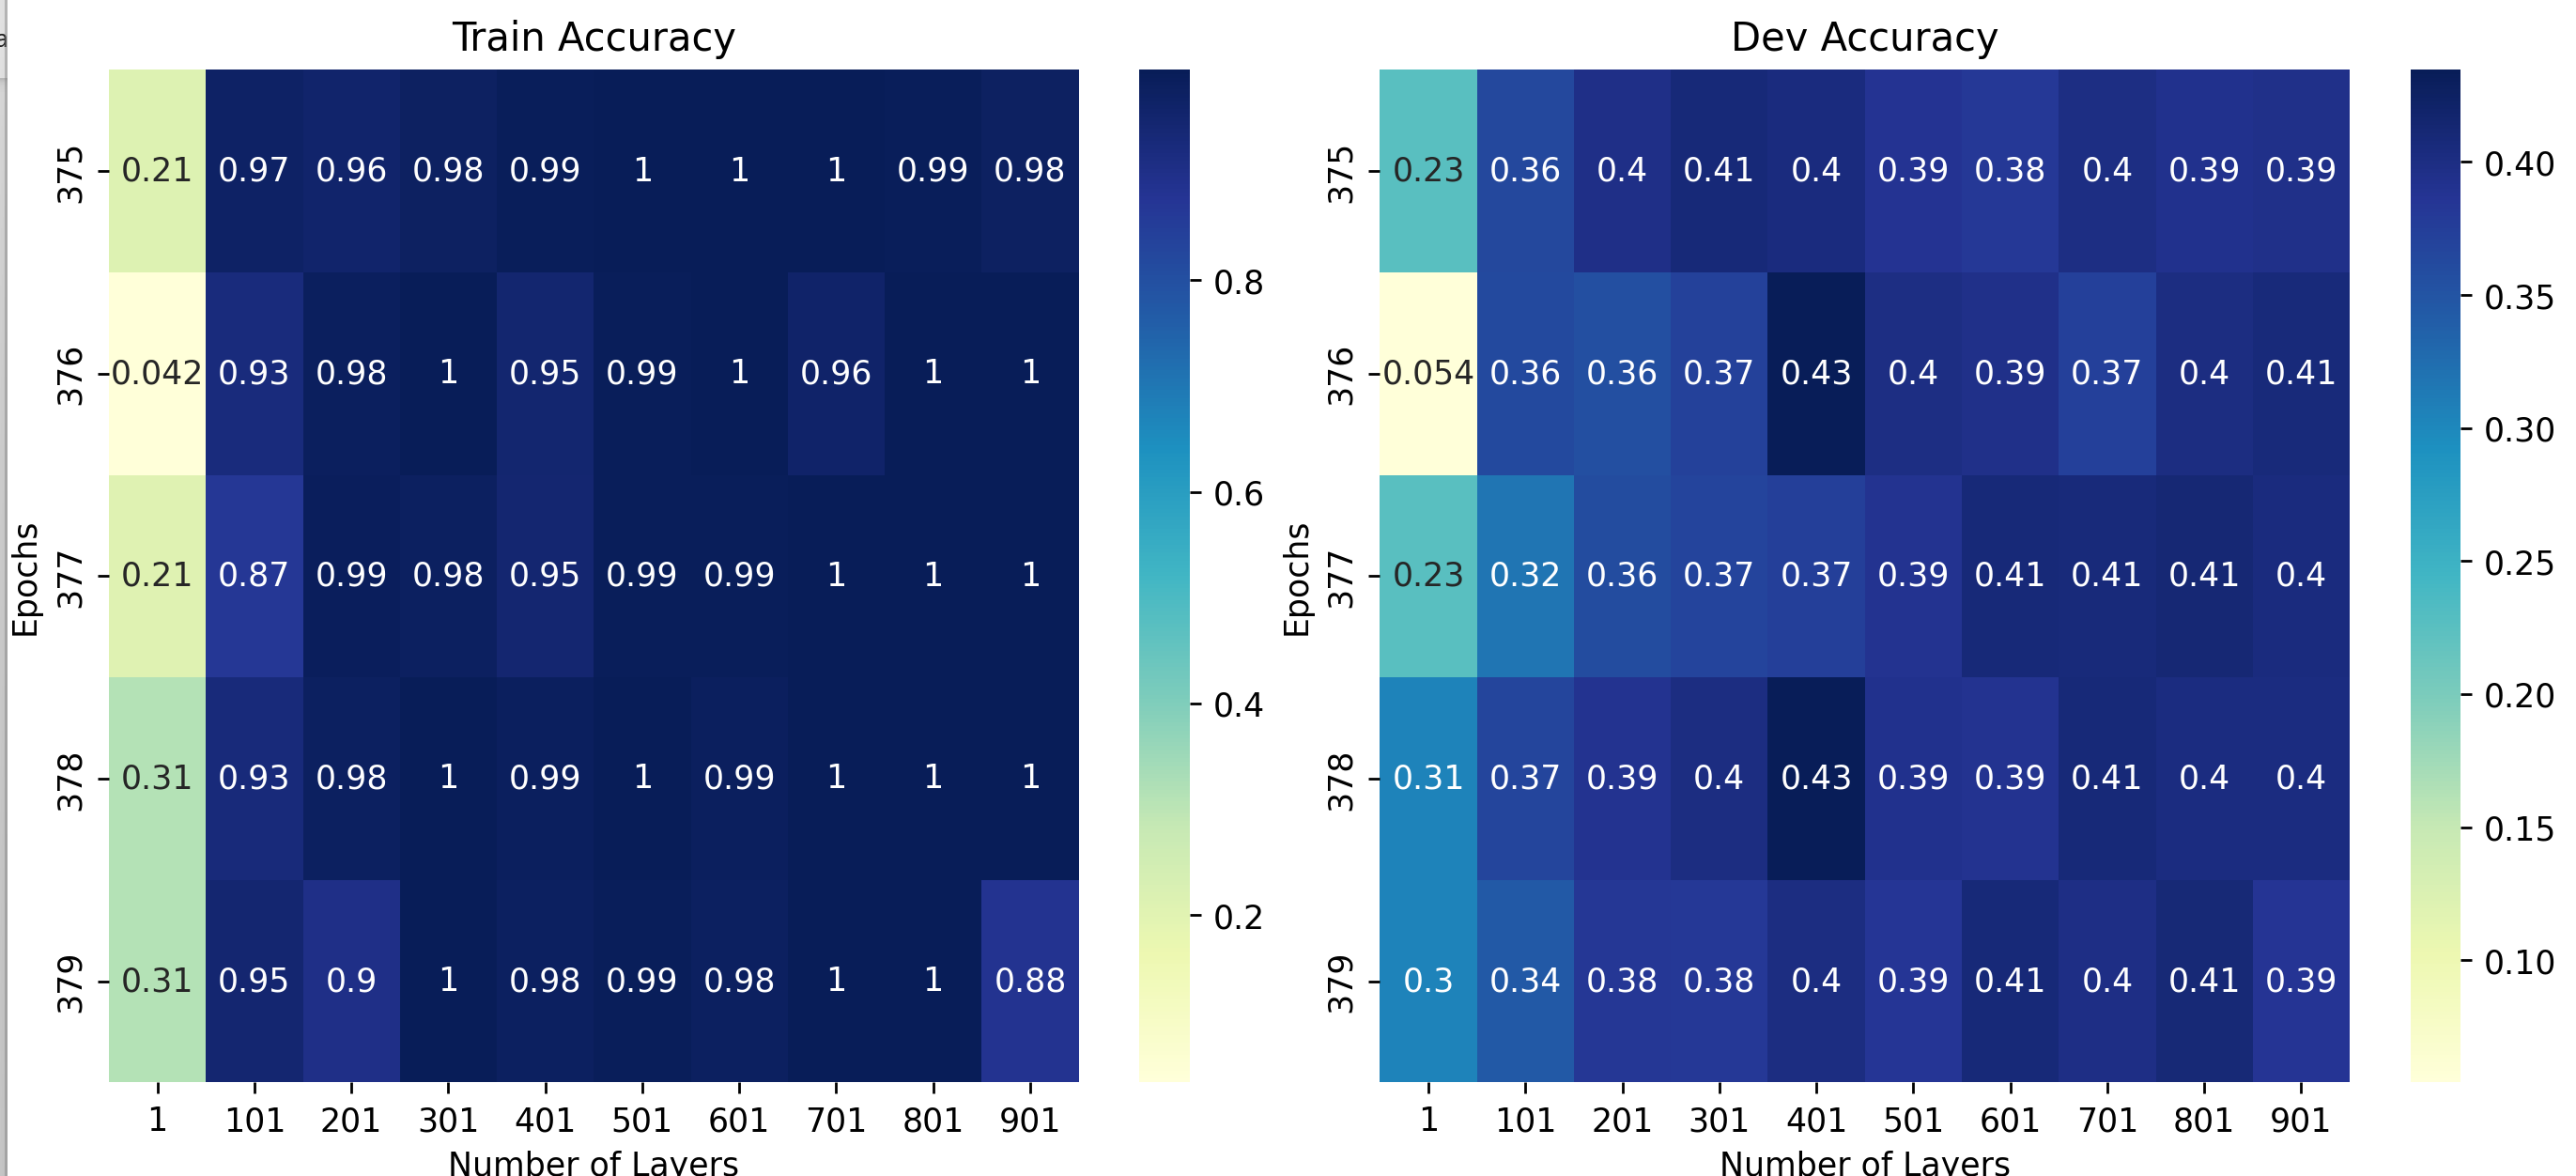 Train Accuracy
375 0.21 0.97 0.96 0.98 0.99 1 1 1 0.99 0.98
376 0.042 0.93 0.98 1 0.95 0.99 1 0.96 1 1
377 0.21 0.87 0.99 0.98 0.95 0.99 0.99 1 1 1
378 0.31 0.93 0.98 1 0.99 1 0.99 1 1 1
379 0.31 0.95 0.9 1 0.98 0.99 0.98 1 1 0.88
Epochs
1 101 201 301 401 501 601 701 801 901
Number of Layers
0.8
0.6
0.4
0.2
Dev Accuracy
375 0.23 0.36 0.4 0.41 0.4 0.39 0.38 0.4 0.39 0.39
376 0.054 0.36 0.36 0.37 0.43 0.4 0.39 0.37 0.4 0.41
377 0.23 0.32 0.36 0.37 0.37 0.39 0.41 0.41 0.41 0.4
378 0.31 0.37 0.39 0.4 0.43 0.39 0.39 0.41 0.4 0.4
379 0.3 0.34 0.38 0.38 0.4 0.39 0.41 0.4 0.41 0.39
Epochs
1 101 201 301 401 501 601 701 801 901
Number of Layers
0.40
0.35
0.30
0.25
0.20
0.15
0.10